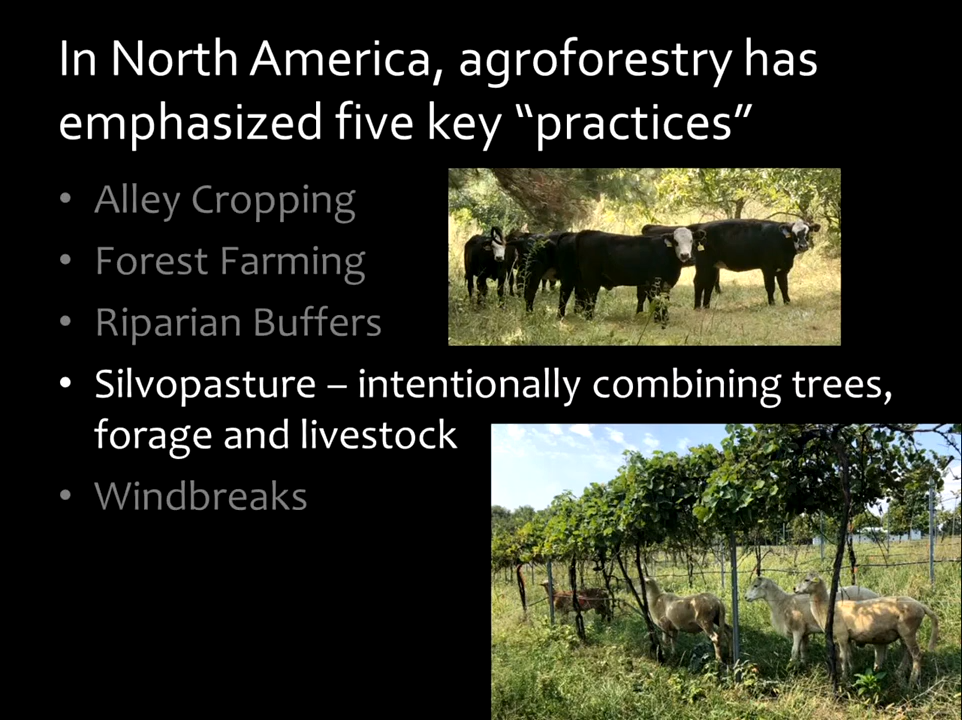 In North America, agroforestry has
emphasized five key “practices”
• Alley Cropping
• Forest Farming
• Riparian Buffers
• Silvopasture – intentionally combining trees,
forage and livestock
• Windbreaks